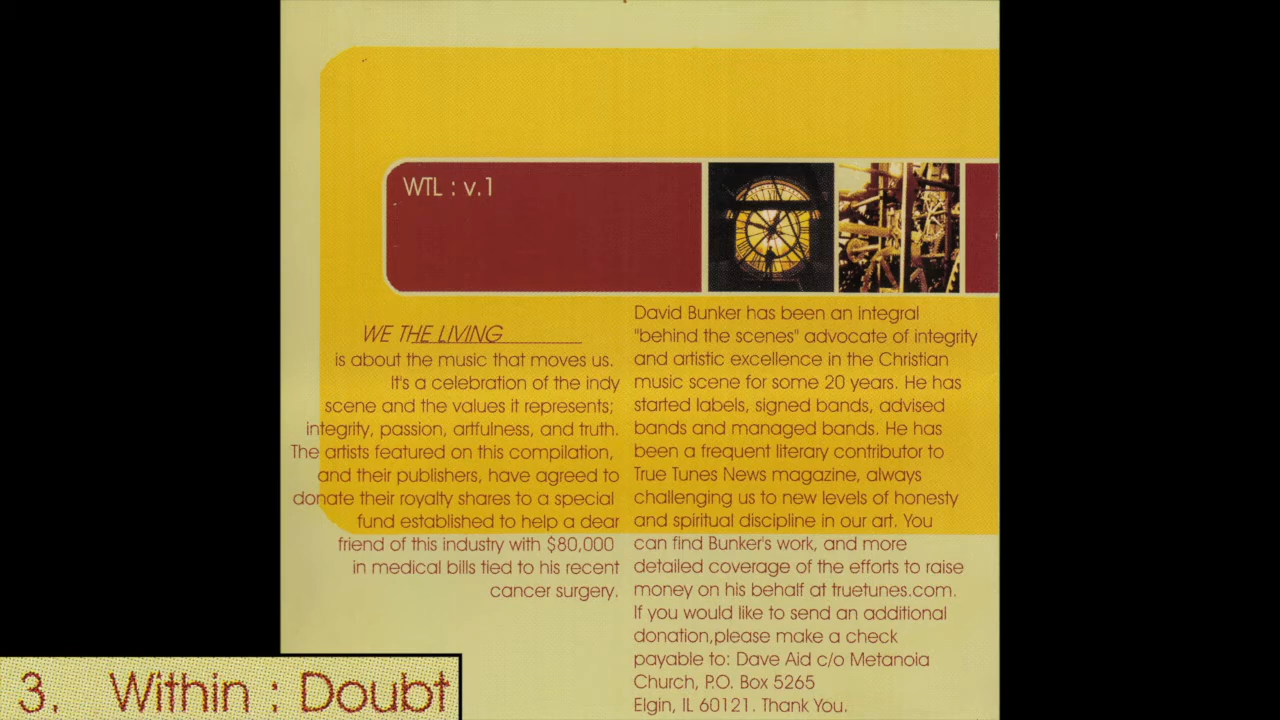 WTL : v.1
WE THE LIVING
is about the music that moves us.
It's a celebration of the indy
scene and the values it represents;
integrity, passion, artfulness, and truth.
The artists featured on this compilation,
and their publishers, have agreed to
donate their royalty shares to a special
fund established to help a dear
friend of this industry with $80,000
in medical bills tied to his recent
cancer surgery.
David Bunker has been an integral
"behind the scenes" advocate of integrity
and artistic excellence in the Christian
music scene for some 20 years. He has
started labels, signed bands, advised
bands and managed bands. He has
been a frequent literary contributor to
True Tunes News magazine, always
challenging us to new levels of honesty
and spiritual discipline in our art. You
can find Bunker's work, and more
detailed coverage of the efforts to raise
money on his behalf at truetunes.com.
If you would like to send an additional
donation,please make a check
payable to: Dave Aid c/o Metanoia
Church, P.O. Box 5265
Elgin, IL 60121. Thank You.
3. Within : Doubt